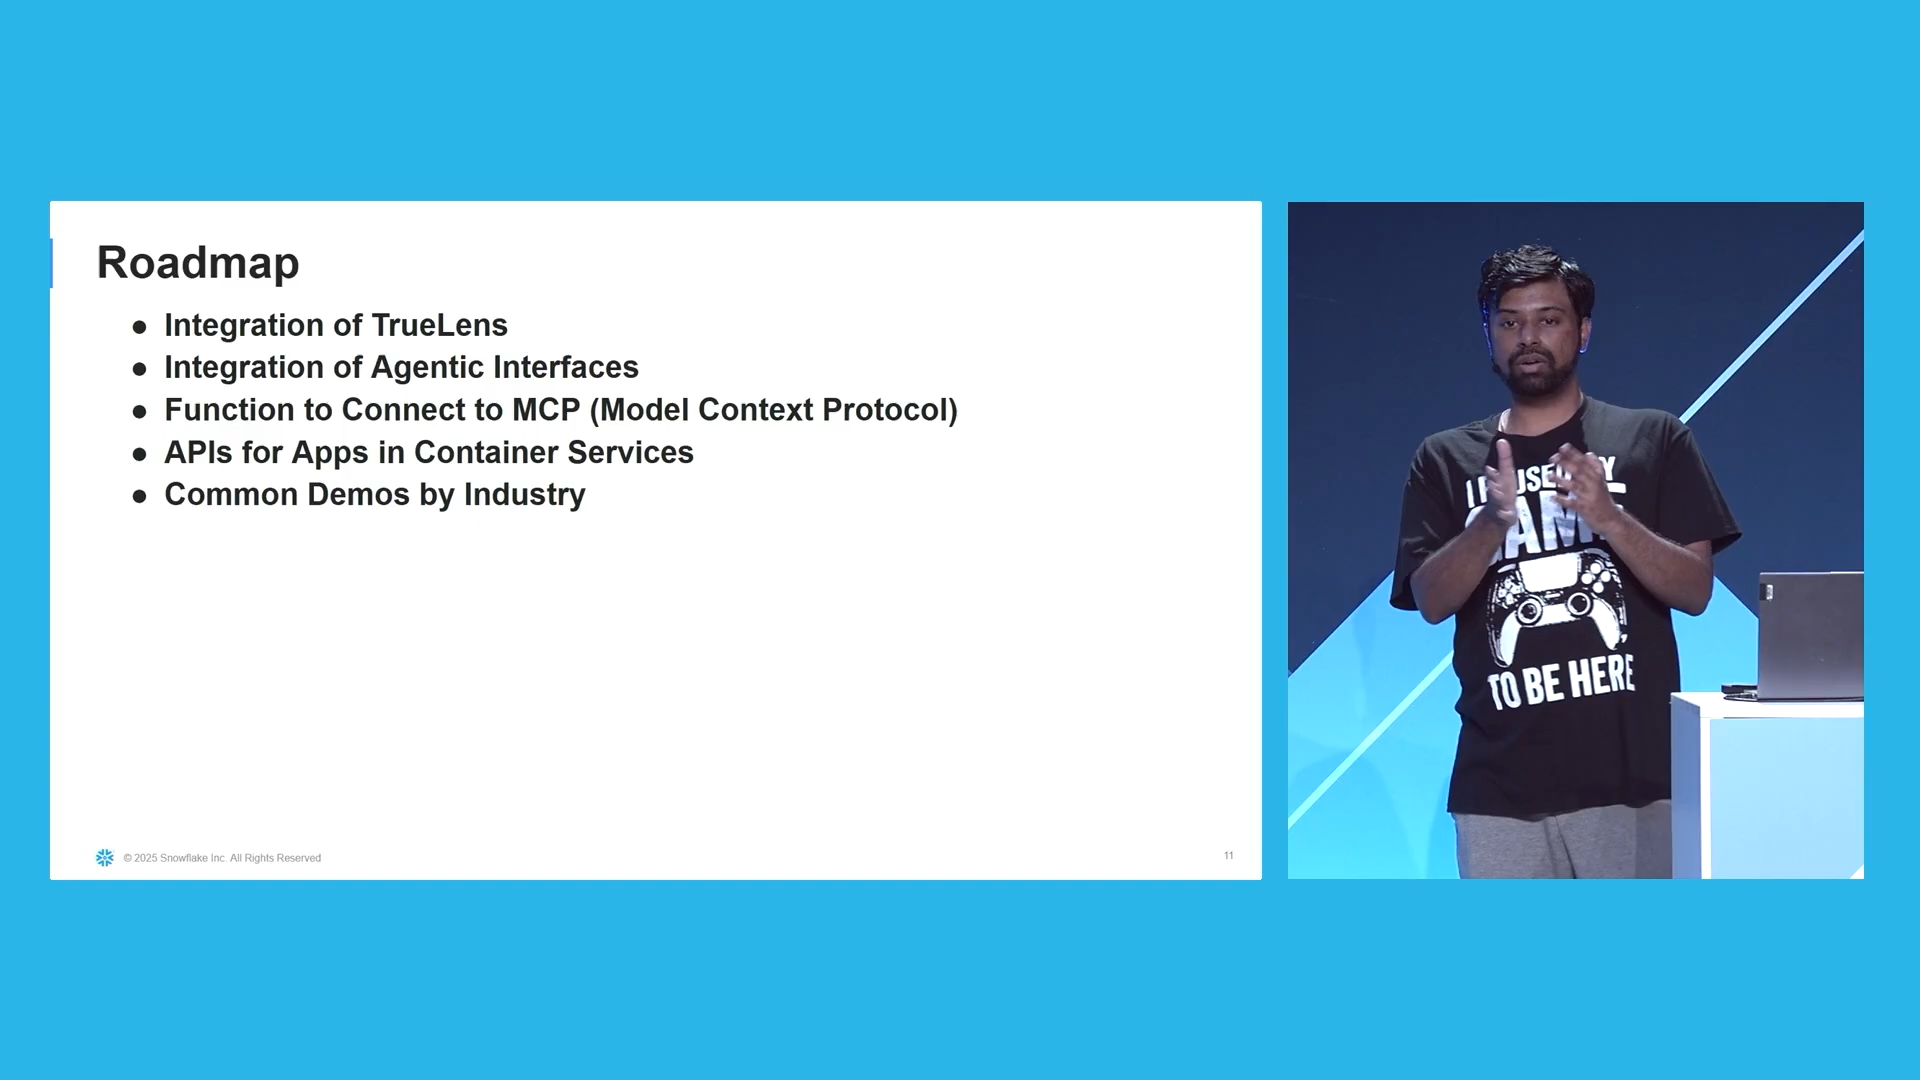 Roadmap
● Integration of TrueLens
● Integration of Agentic Interfaces
● Function to Connect to MCP (Model Context Protocol)
● APIs for Apps in Container Services
● Common Demos by Industry
© 2025 Snowflake Inc. All Rights Reserved
11
I
TO BE HERE